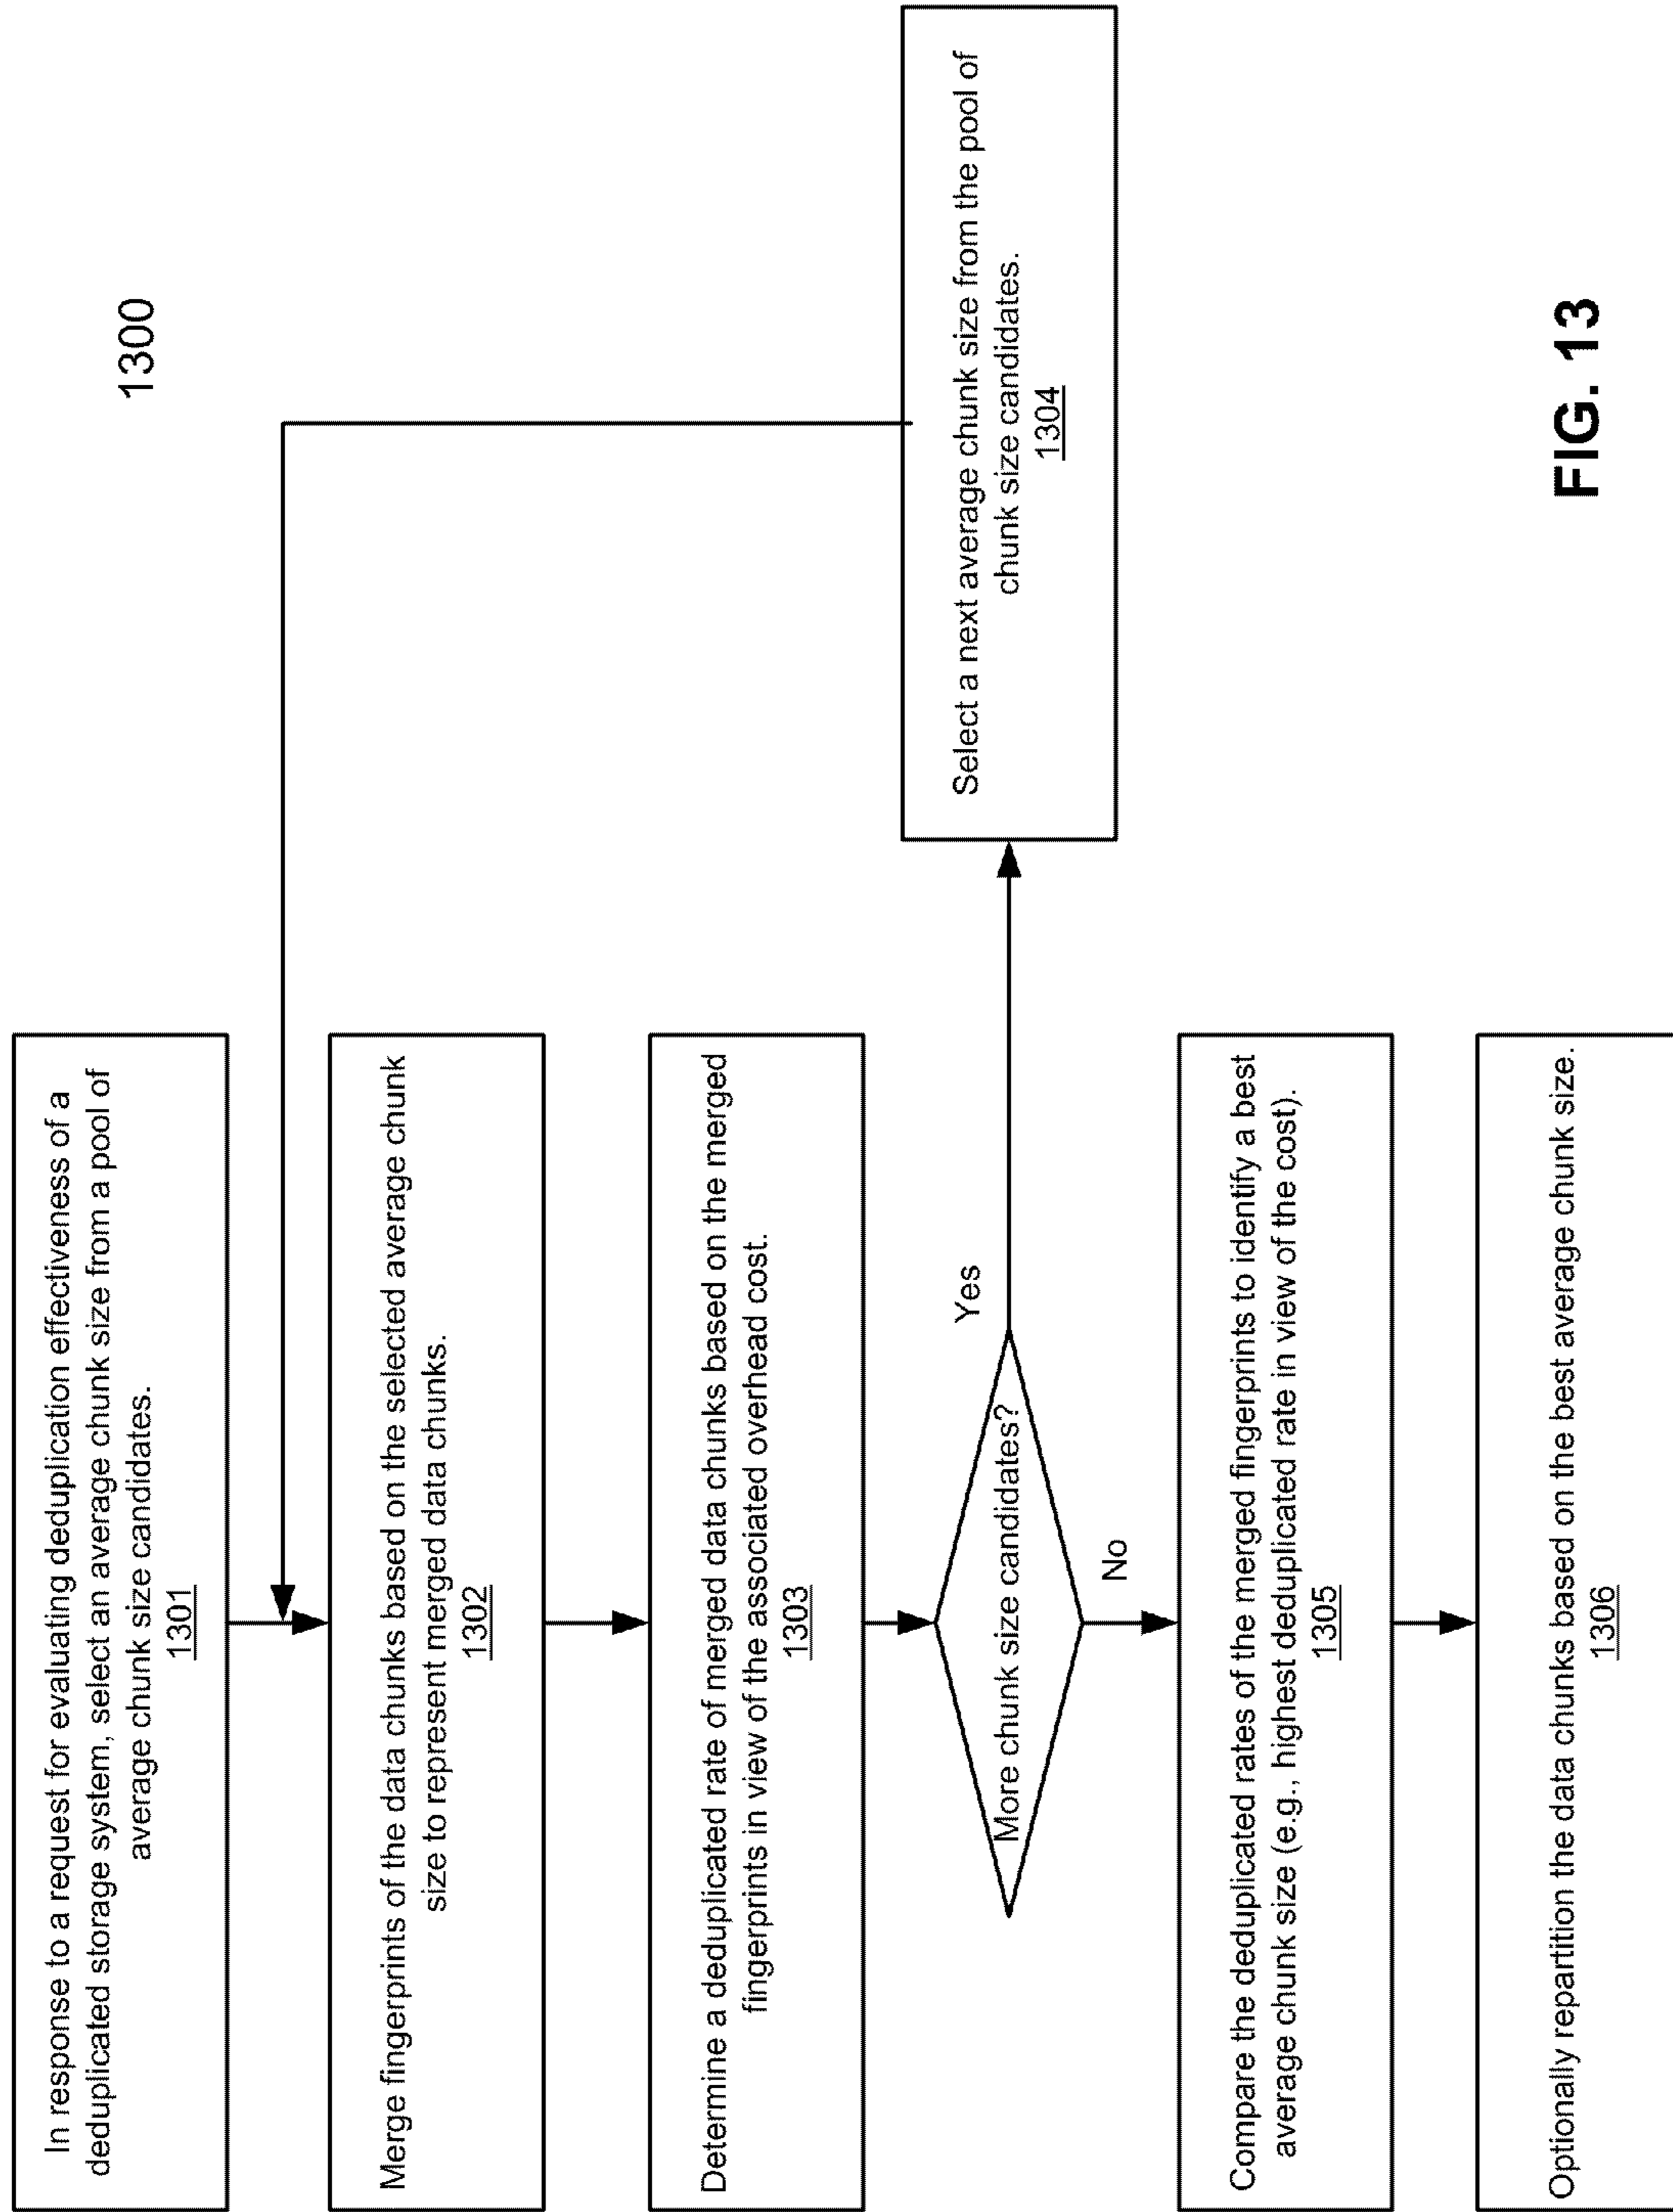 1300
In response to a request for evaluating deduplication effectiveness of a
deduplicated storage system, select an average chunk size from a pool of
average chunk size candidates.
1301
Merge fingerprints of the data chunks based on the selected average chunk
size to represent merged data chunks.
1302
Determine a deduplicated rate of merged data chunks based on the merged
fingerprints in view of the associated overhead cost.
1303
More chunk size candidates?
Yes
Select a next average chunk size from the pool of
chunk size candidates.
1304
No
Compare the deduplicated rates of the merged fingerprints to identify a best
average chunk size (e.g., highest deduplicated rate in view of the cost).
1305
Optionally repartition the data chunks based on the best average chunk size.
1306
FIG. 13